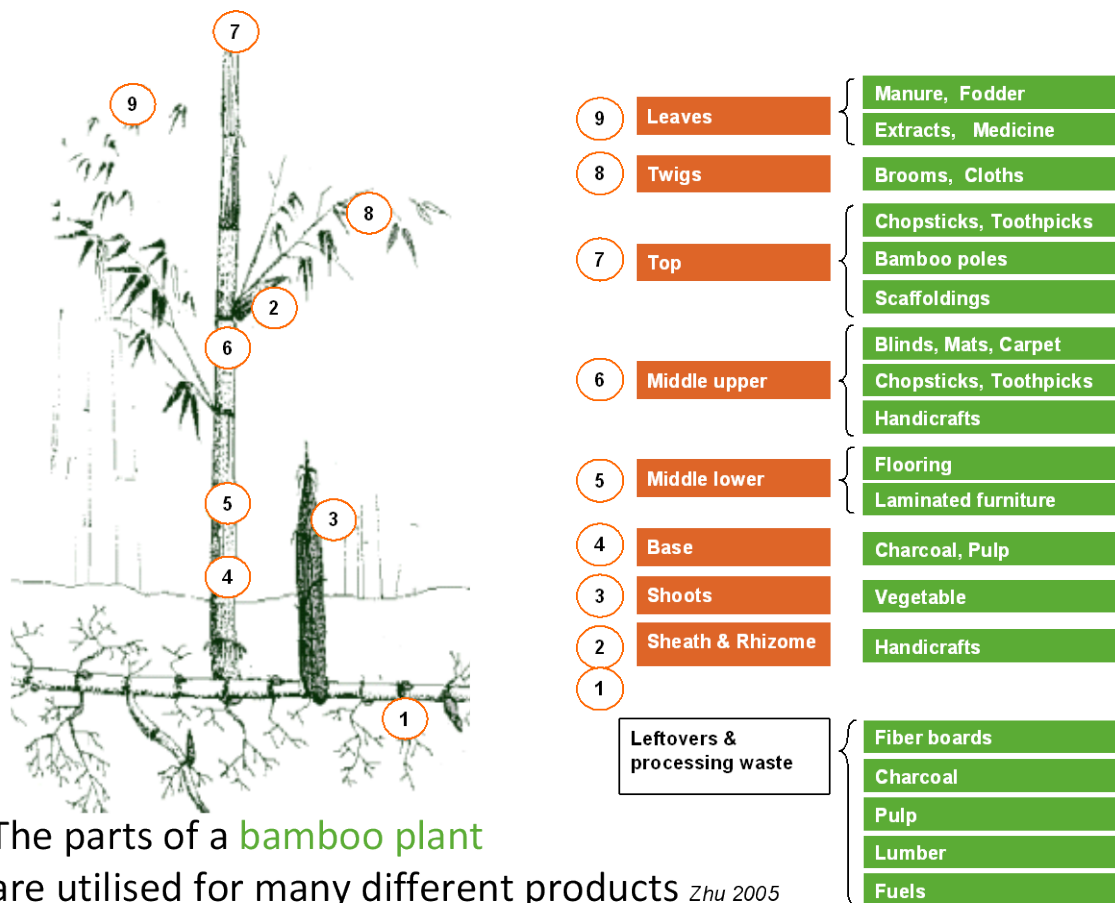 7
9
8
2
6
5
3
4
1
9 Leaves
Manure, Fodder
Extracts, Medicine
8 Twigs
Brooms, Cloths
7 Top
Chopsticks, Toothpicks
Bamboo poles
Scaffoldings
6 Middle upper
Blinds, Mats, Carpet
Chopsticks, Toothpicks
Handicrafts
5 Middle lower
Flooring
Laminated furniture
4 Base
Charcoal, Pulp
3 Shoots
Vegetable
2 Sheath & Rhizome
Handicrafts
1
Leftovers &
processing waste
Fiber boards
Charcoal
Pulp
Lumber
Fuels
The parts of a bamboo plant
are utilised for many different products Zhu 2005